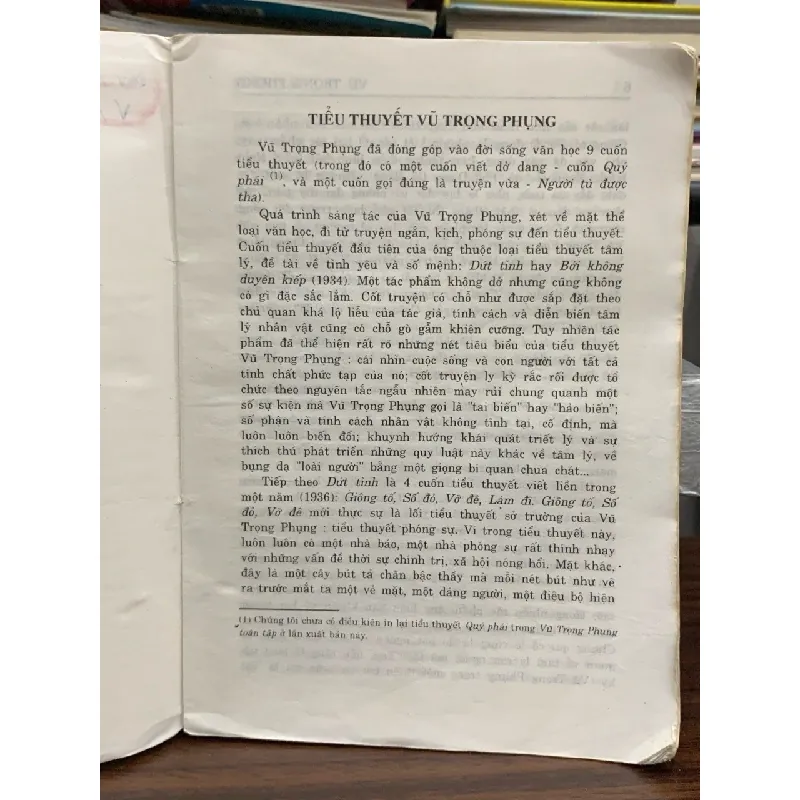 TIỂU THUYẾT VŨ TRỌNG PHỤNG
Vũ Trọng Phụng đã đóng góp vào đời sống văn học 9 cuốn
tiểu thuyết (trong đó có một cuốn viết dở dang - cuốn Quý
phái (1), và một cuốn gọi đúng là truyện vừa - Người tù được
tha).
Quá trình sáng tác của Vũ Trọng Phụng, xét về mặt thể
loại văn học, đi từ truyện ngắn, kịch, phóng sự đến tiểu thuyết.
Cuốn tiểu thuyết đầu tiên của ông thuộc loại tiểu thuyết tâm
lý, đề tài về tình yêu và số mệnh: Dứt tình hay Bởi không
duyên kiếp (1934). Một tác phẩm không dở nhưng cũng không
có gì đặc sắc lắm. Cốt truyện có chỗ như được sắp đặt theo
chủ quan khá lộ liễu của tác giả, tính cách và diễn biến tâm
lý nhân vật cũng có chỗ gò gẫm khiên cưỡng. Tuy nhiên tác
phẩm đã thể hiện rất rõ những nét tiêu biểu của tiểu thuyết
Vũ Trọng Phụng : cái nhìn cuộc sống và con người với tất cả
tính chất phức tạp của nó; cốt truyện ly kỳ rắc rối được tổ
chức theo nguyên tắc ngẫu nhiên may rủi chung quanh một
số sự kiện mà Vũ Trọng Phụng gọi là "tai biến" hay "hảo biến";
số phận và tính cách nhân vật không tĩnh tại, cố định, mà
luôn luôn biến đổi; khuynh hướng khái quát triết lý và sự
thích thú phát triển những quy luật này khác về tâm lý, về
bụng dạ "loài người" bằng một giọng bi quan chua chát...
Tiếp theo Dứt tình là 4 cuốn tiểu thuyết viết liền trong
một năm (1936): Giông tố, Số đỏ, Vỡ đê, Làm đĩ. Giông tố, Số
đỏ, Vỡ đê mới thực sự là lối tiểu thuyết sở trường của Vũ
Trọng Phụng : tiểu thuyết phóng sự. Vì trong tiểu thuyết này,
luôn luôn có một nhà báo, một nhà phóng sự rất thính nhạy
với những vấn đề thời sự chính trị, xã hội nóng hổi. Mặt khác,
đây là một cây bút tả chân bậc thầy mà mỗi nét bút như vẽ
ra trước mắt ta một vẻ mặt, một dáng người, một điệu bộ hiện
(1) Chúng tôi chưa có điều kiện in lại tiểu thuyết Quý phái trong Vũ Trọng Phụng
toàn tập ở lần xuất bản này.